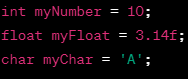 int myNumber = 10;
float myFloat = 3.14f;
char myChar = 'A';